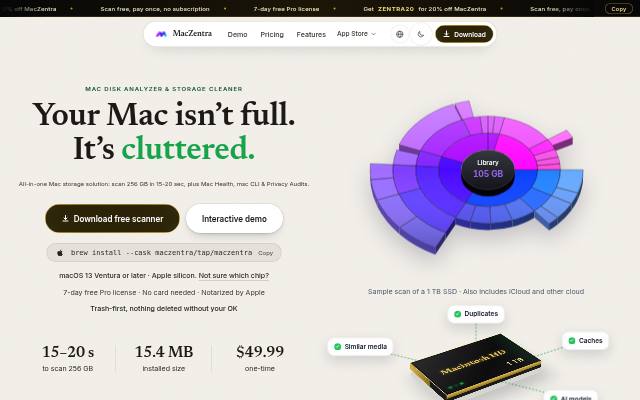 off MacZentra ✦ Scan free, pay once, no subscription ✦ 7-day free Pro license ✦ Get ZENTRA20 for 20% off MacZentra ✦ Scan free, pay once Copy
MacZentra Demo Pricing Features App Store Download
MAC DISK ANALYZER & STORAGE CLEANER
Your Mac isn't full.
It's cluttered.
All-in-one Mac storage solution: scan 256 GB in 15-20 sec, plus Mac Health, mac CLI & Privacy Audits.
Download free scanner Interactive demo
brew install --cask maczentra/tap/maczentra Copy
macOS 13 Ventura or later · Apple silicon. Not sure which chip?
7-day free Pro license · No card needed · Notarized by Apple
Trash-first, nothing deleted without your OK
15–20 s 15.4 MB $49.99
to scan 256 GB installed size one-time
Library
105 GB
Sample scan of a 1 TB SSD · Also includes iCloud and other cloud
Duplicates
Similar media
Caches
Macintosh HD
1 TB
AI models